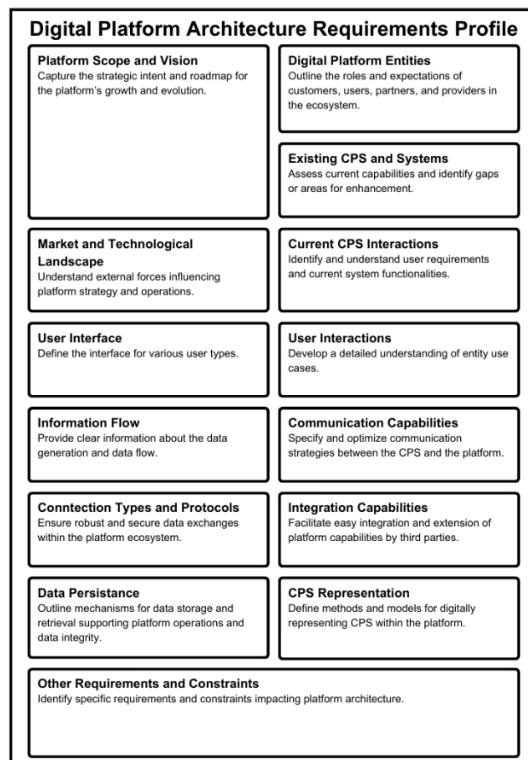 Digital Platform Architecture Requirements Profile
Platform Scope and Vision
Capture the strategic intent and roadmap for
the platform's growth and evolution.
Digital Platform Entities
Outline the roles and expectations of
customers, users, partners, and providers in
the ecosystem.
Existing CPS and Systems
Assess current capabilities and identify gaps
or areas for enhancement.
Market and Technological
Landscape
Understand external forces influencing
platform strategy and operations.
Current CPS Interactions
Identify and understand user requirements
and current system functionalities.
User Interface
Define the interface for various user types.
User Interactions
Develop a detailed understanding of entity use
cases.
Information Flow
Provide clear information about the data
generation and data flow.
Communication Capabilities
Specify and optimize communication
strategies between the CPS and the platform.
Conntection Types and Protocols
Ensure robust and secure data exchanges
within the platform ecosystem.
Integration Capabilities
Facilitate easy integration and extension of
platform capabilities by third parties.
Data Persistance
Outline mechanisms for data storage and
retrieval supporting platform operations and
data integrity.
CPS Representation
Define methods and models for digitally
representing CPS within the platform.
Other Requirements and Constraints
Identify specific requirements and constraints impacting platform architecture.